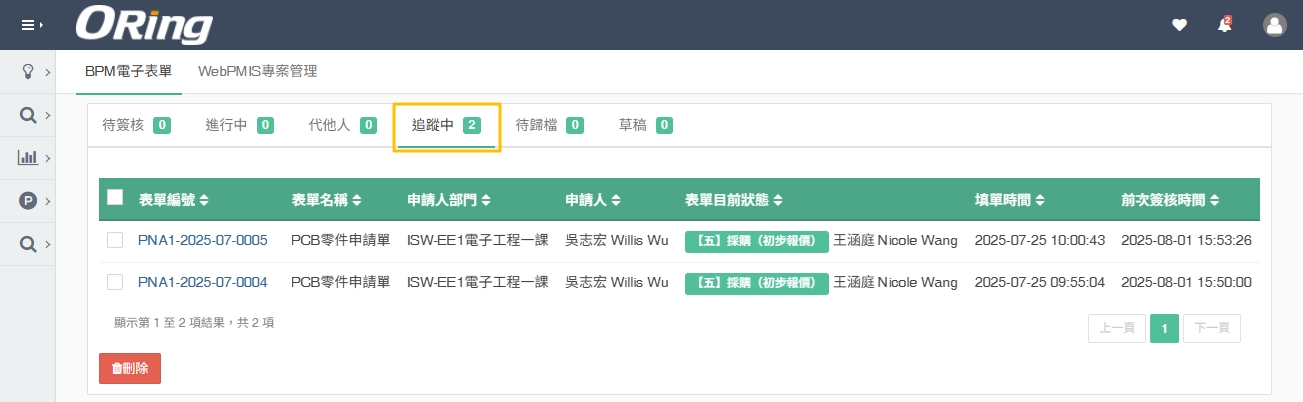 ORing
2
BPM電子表單 WebPMIS專案管理
待簽核 0 進行中 0 代他人 0 追蹤中 2 待歸檔 0 草稿 0
表單編號 表單名稱 申請人部門 申請人 表單目前狀態 填單時間 前次簽核時間
PNA1-2025-07-0005 PCB零件申請單 ISW-EE1電子工程一課 吳志宏 Willis Wu 【五】採購（初步報價） 王涵庭 Nicole Wang 2025-07-25 10:00:43 2025-08-01 15:53:26
PNA1-2025-07-0004 PCB零件申請單 ISW-EE1電子工程一課 吳志宏 Willis Wu 【五】採購（初步報價） 王涵庭 Nicole Wang 2025-07-25 09:55:04 2025-08-01 15:50:00
顯示第 1 至 2 項結果，共 2 項
上一頁 1 下一頁
刪除
P